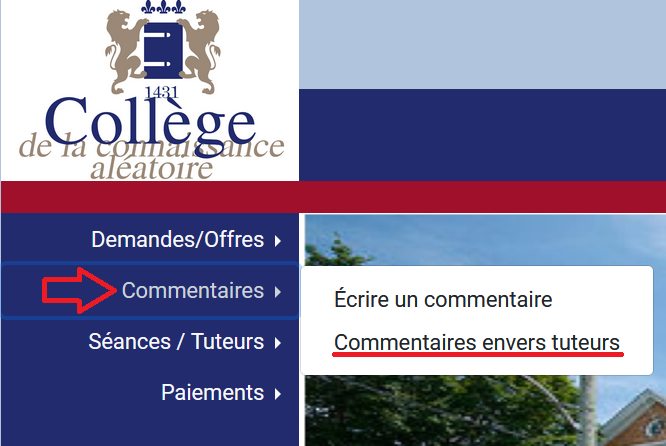 1431
Collège
de la connaissance
aléatoire
Demandes/Offres
Commentaires
Écrire un commentaire
Commentaires envers tuteurs
Séances / Tuteurs
Paiements